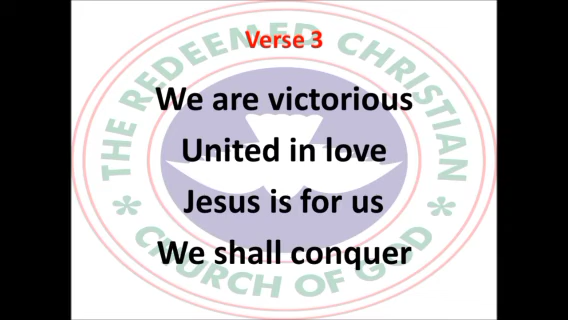 Verse 3
We are victorious
United in love
Jesus is for us
We shall conquer
THE REDEEMED CHRISTIAN
CHURCH OF GOD